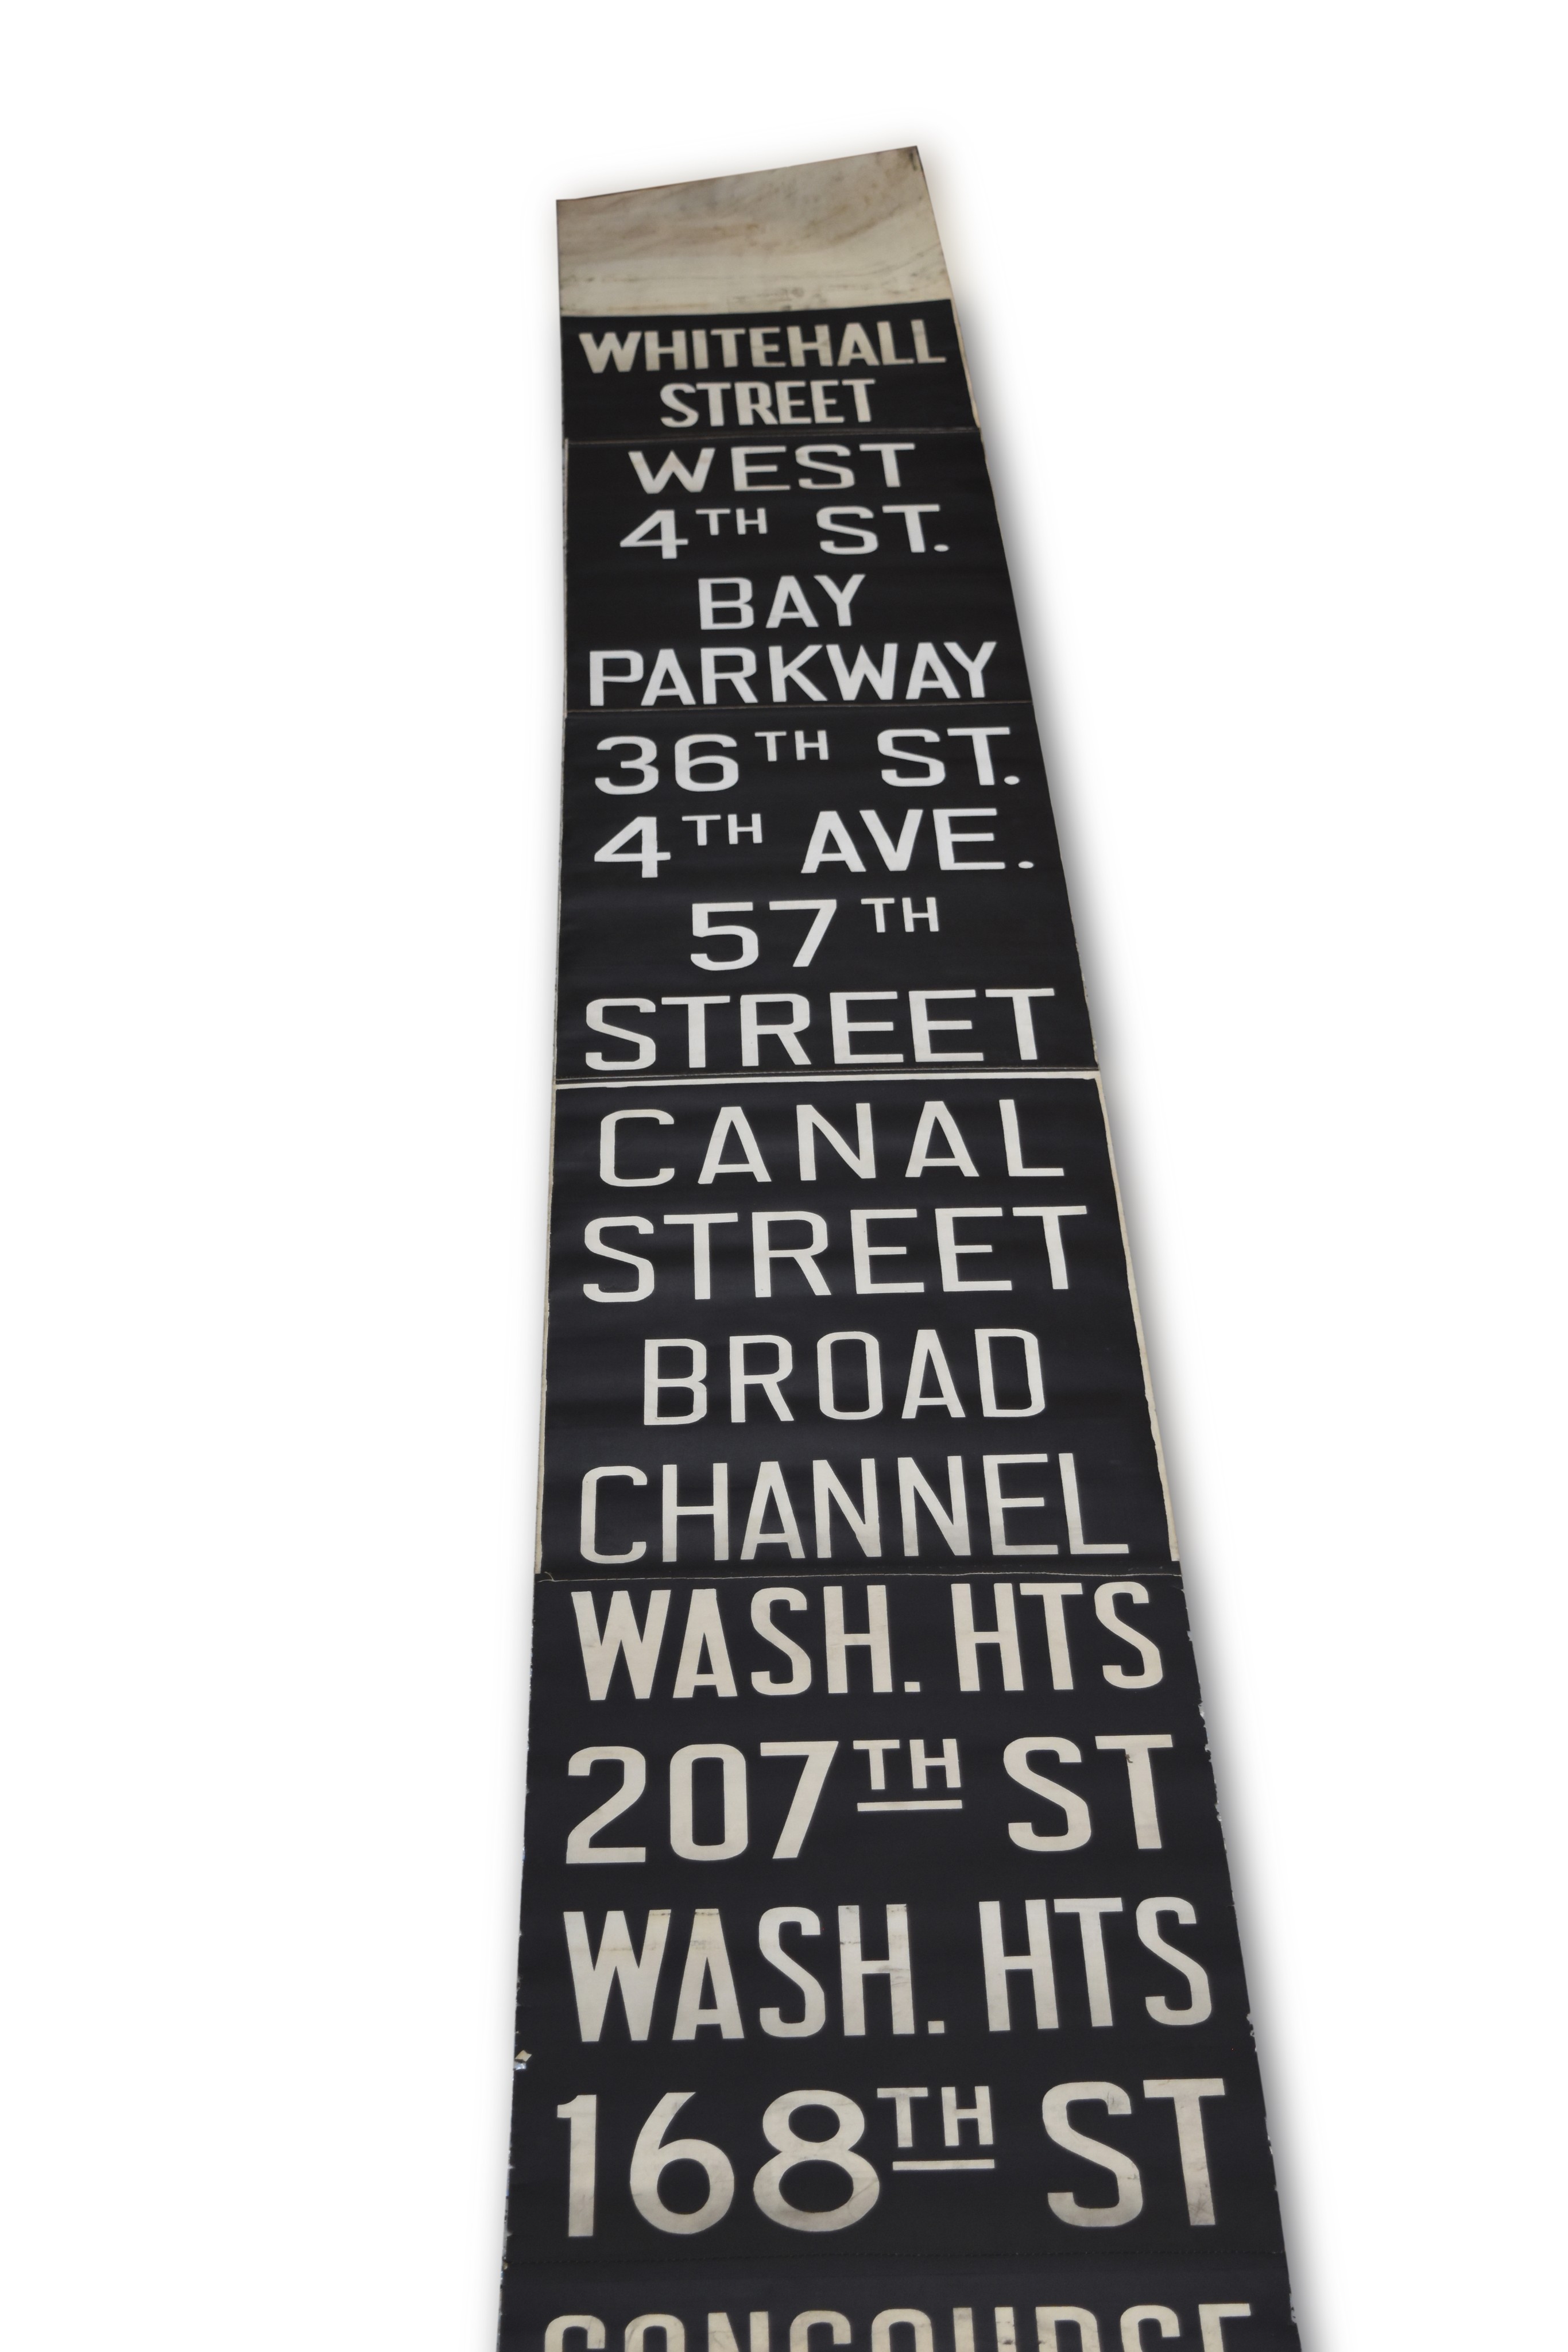 WHITEHALL
STREET
WEST
4TH ST.
BAY
PARKWAY
36TH ST.
4TH AVE.
57TH
STREET
CANAL
STREET
BROAD
CHANNEL
WASH. HTS
207TH ST
WASH. HTS
168TH ST
CONCOURSE